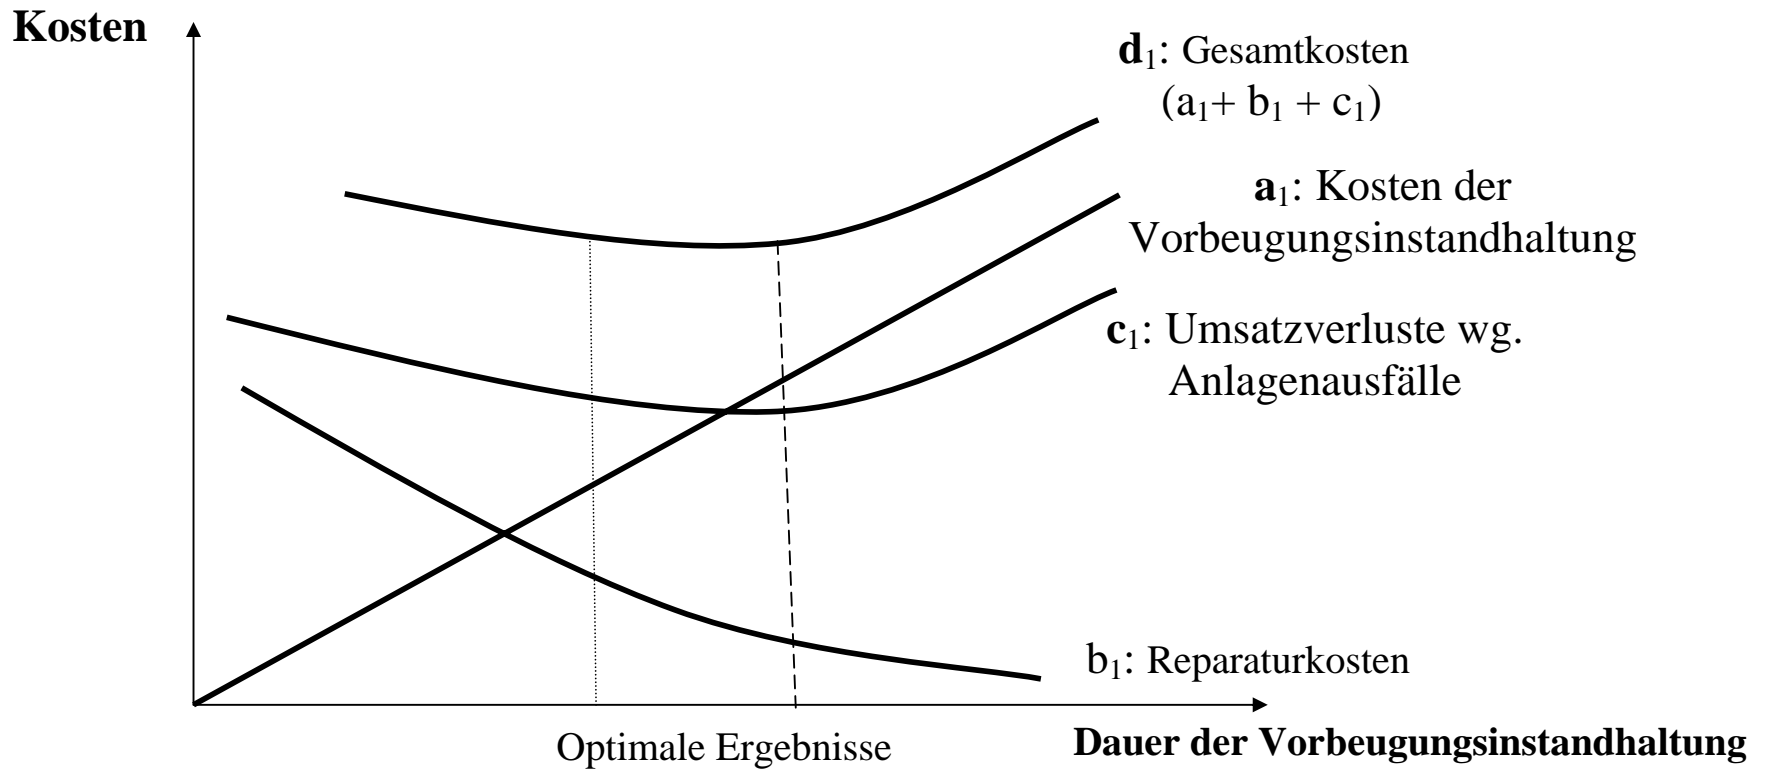 Kosten
d₁: Gesamtkosten
(a₁+ b₁ + c₁)
a₁: Kosten der
Vorbeugungsinstandhaltung
c₁: Umsatzverluste wg.
Anlagenausfälle
b₁: Reparaturkosten
Optimale Ergebnisse
Dauer der Vorbeugungsinstandhaltung